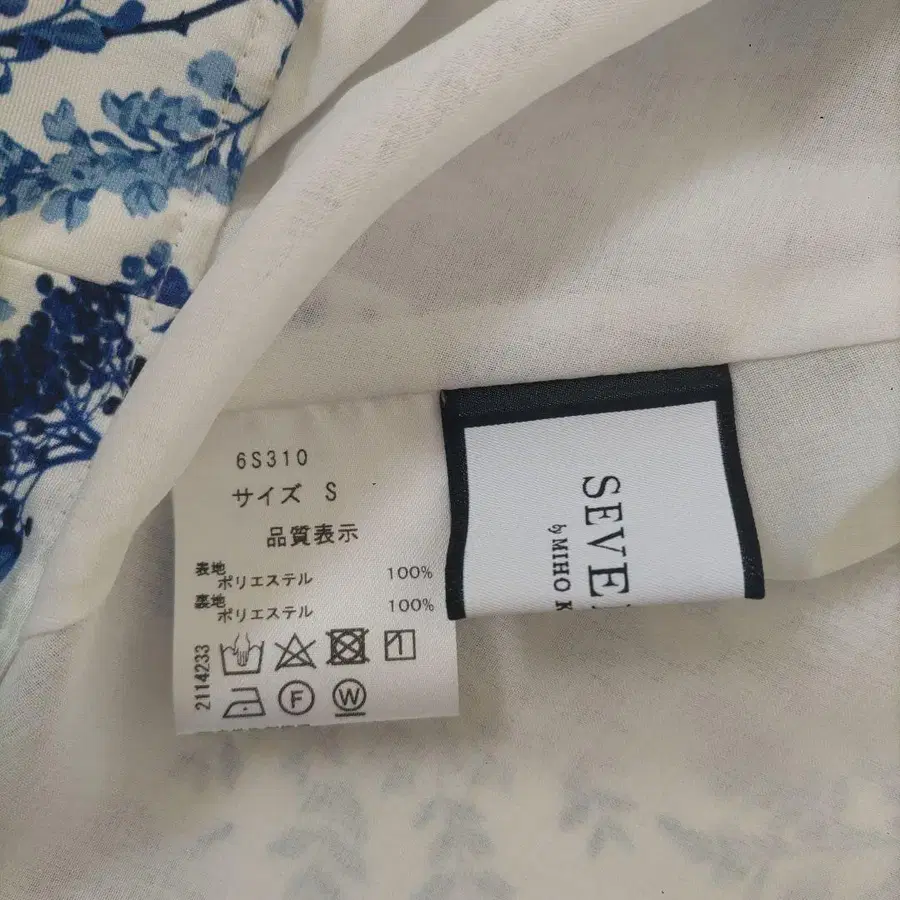 6S310
サイズ S
品質表示
表地
ポリエステル 100%
裏地
ポリエステル 100%
2114233
F
W
SEVE
by MIHO K